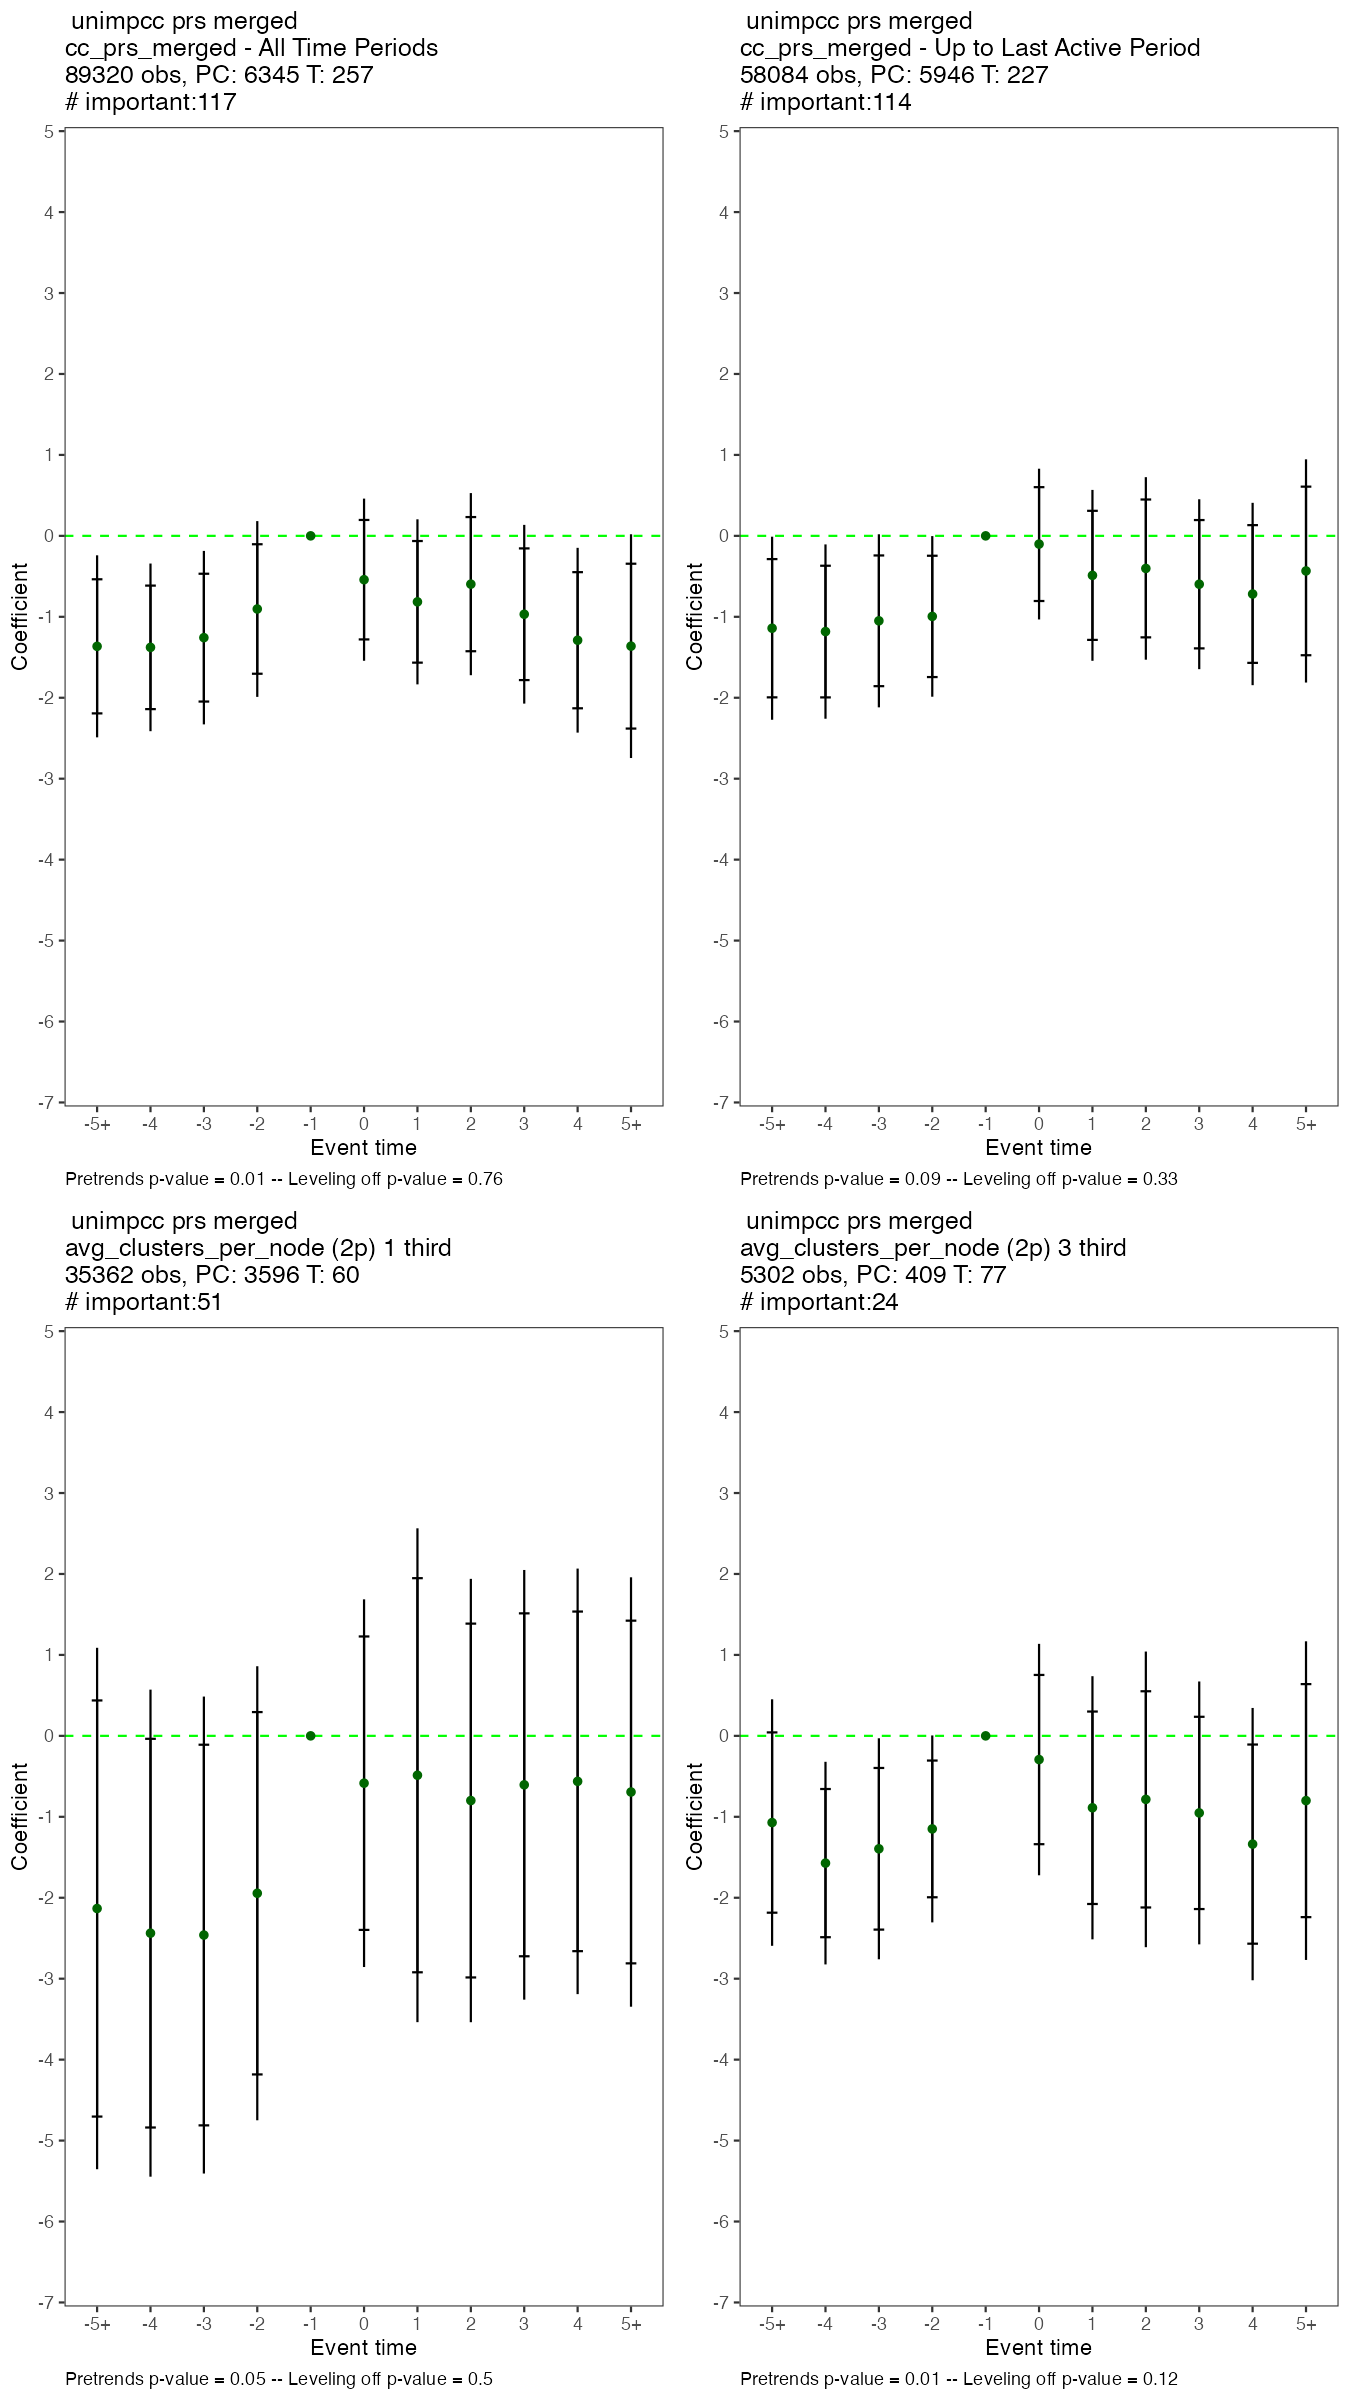 unimpcc prs merged
cc_prs_merged - All Time Periods
89320 obs, PC: 6345 T: 257
# important:117
5
4
3
2
1
0
-1
-2
-3
-4
-5
-6
-7
Coefficient
-5+ -4 -3 -2 -1 0 1 2 3 4 5+
Event time
Pretrends p-value = 0.01 -- Leveling off p-value = 0.76
unimpcc prs merged
cc_prs_merged - Up to Last Active Period
58084 obs, PC: 5946 T: 227
# important:114
5
4
3
2
1
0
-1
-2
-3
-4
-5
-6
-7
Coefficient
-5+ -4 -3 -2 -1 0 1 2 3 4 5+
Event time
Pretrends p-value = 0.09 -- Leveling off p-value = 0.33
unimpcc prs merged
avg_clusters_per_node (2p) 1 third
35362 obs, PC: 3596 T: 60
# important:51
5
4
3
2
1
0
-1
-2
-3
-4
-5
-6
-7
Coefficient
-5+ -4 -3 -2 -1 0 1 2 3 4 5+
Event time
Pretrends p-value = 0.05 -- Leveling off p-value = 0.5
unimpcc prs merged
avg_clusters_per_node (2p) 3 third
5302 obs, PC: 409 T: 77
# important:24
5
4
3
2
1
0
-1
-2
-3
-4
-5
-6
-7
Coefficient
-5+ -4 -3 -2 -1 0 1 2 3 4 5+
Event time
Pretrends p-value = 0.01 -- Leveling off p-value = 0.12